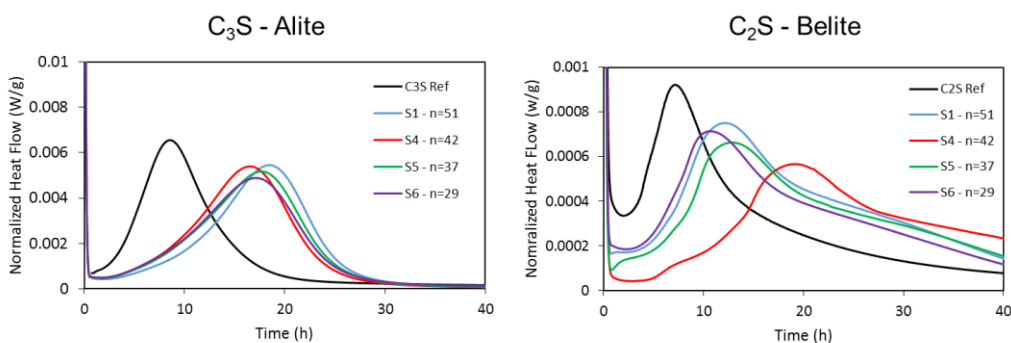 C₃S - Alite
0.01
0.008
0.006
0.004
0.002
0
0
10
20
30
40
Normalized Heat Flow (W/g)
Time (h)
C3S Ref
S1 - n=51
S4 - n=42
S5 - n=37
S6 - n=29
C₂S - Belite
0.001
0.0008
0.0006
0.0004
0.0002
0
0
10
20
30
40
Nomralized Heat FLow (w/g)
Time (h)
C2S Ref
S1 - n=51
S4 - n=42
S5 - n=37
S6 - n=29